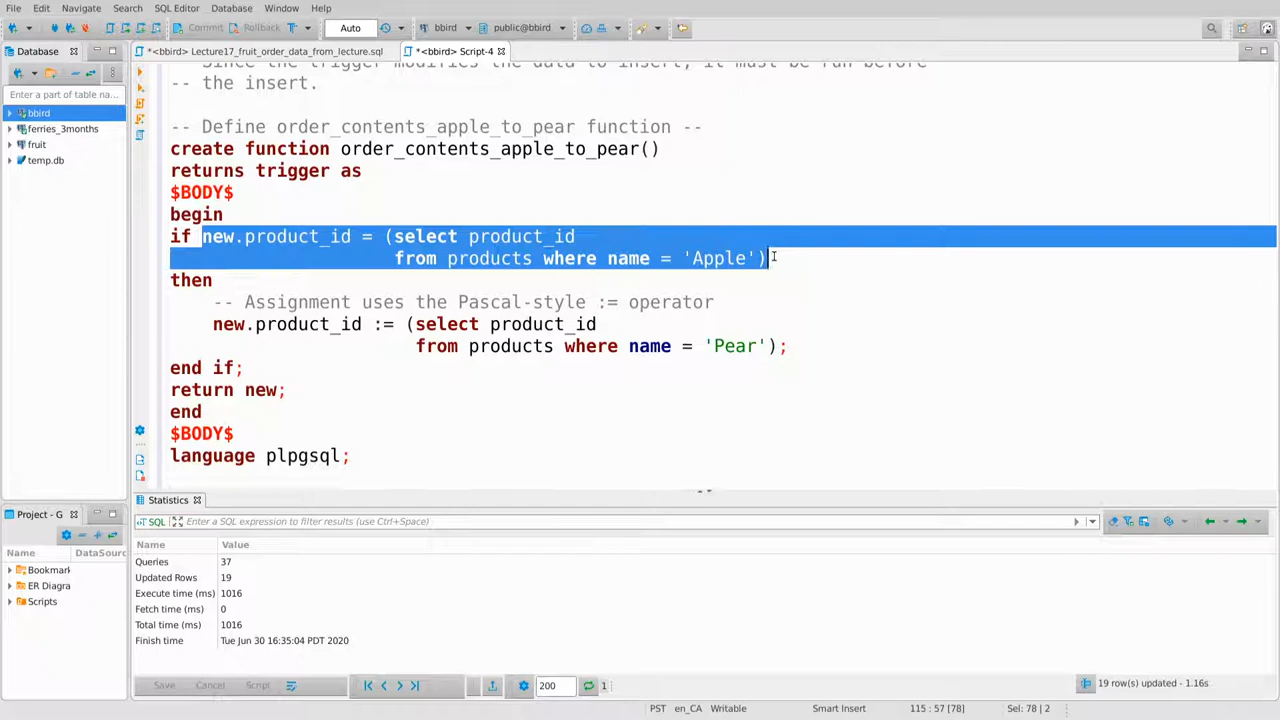 File Edit Navigate Search SQL Editor Database Window Help
Commit Rollback Auto bbird public@bbird
Database
*<bbird> Lecture17_fruit_order_data_from_lecture.sql *<bbird> Script-4
Enter a part of table na...
bbird
ferries_3months
fruit
temp.db
Since the trigger modifies the data to insert, it must be run before
-- the insert.
-- Define order_contents_apple_to_pear function --
create function order_contents_apple_to_pear()
returns trigger as
$BODY$
begin
if new.product_id = (select product_id
from products where name = 'Apple')
then
-- Assignment uses the Pascal-style := operator
new.product_id := (select product_id
from products where name = 'Pear');
end if;
return new;
end
$BODY$
language plpgsql;
Project - G
Name DataSourc
Bookmark
ER Diagra
Scripts
Statistics
SQL Enter a SQL expression to filter results (use Ctrl+Space)
Name Value
Queries 37
Updated Rows 19
Execute time (ms) 1016
Fetch time (ms) 0
Total time (ms) 1016
Finish time Tue Jun 30 16:35:04 PDT 2020
Save Cancel Script 200 1 19 row(s) updated - 1.16s
PST en_CA Writable Smart Insert 115 : 57 [78] Sel: 78 | 2